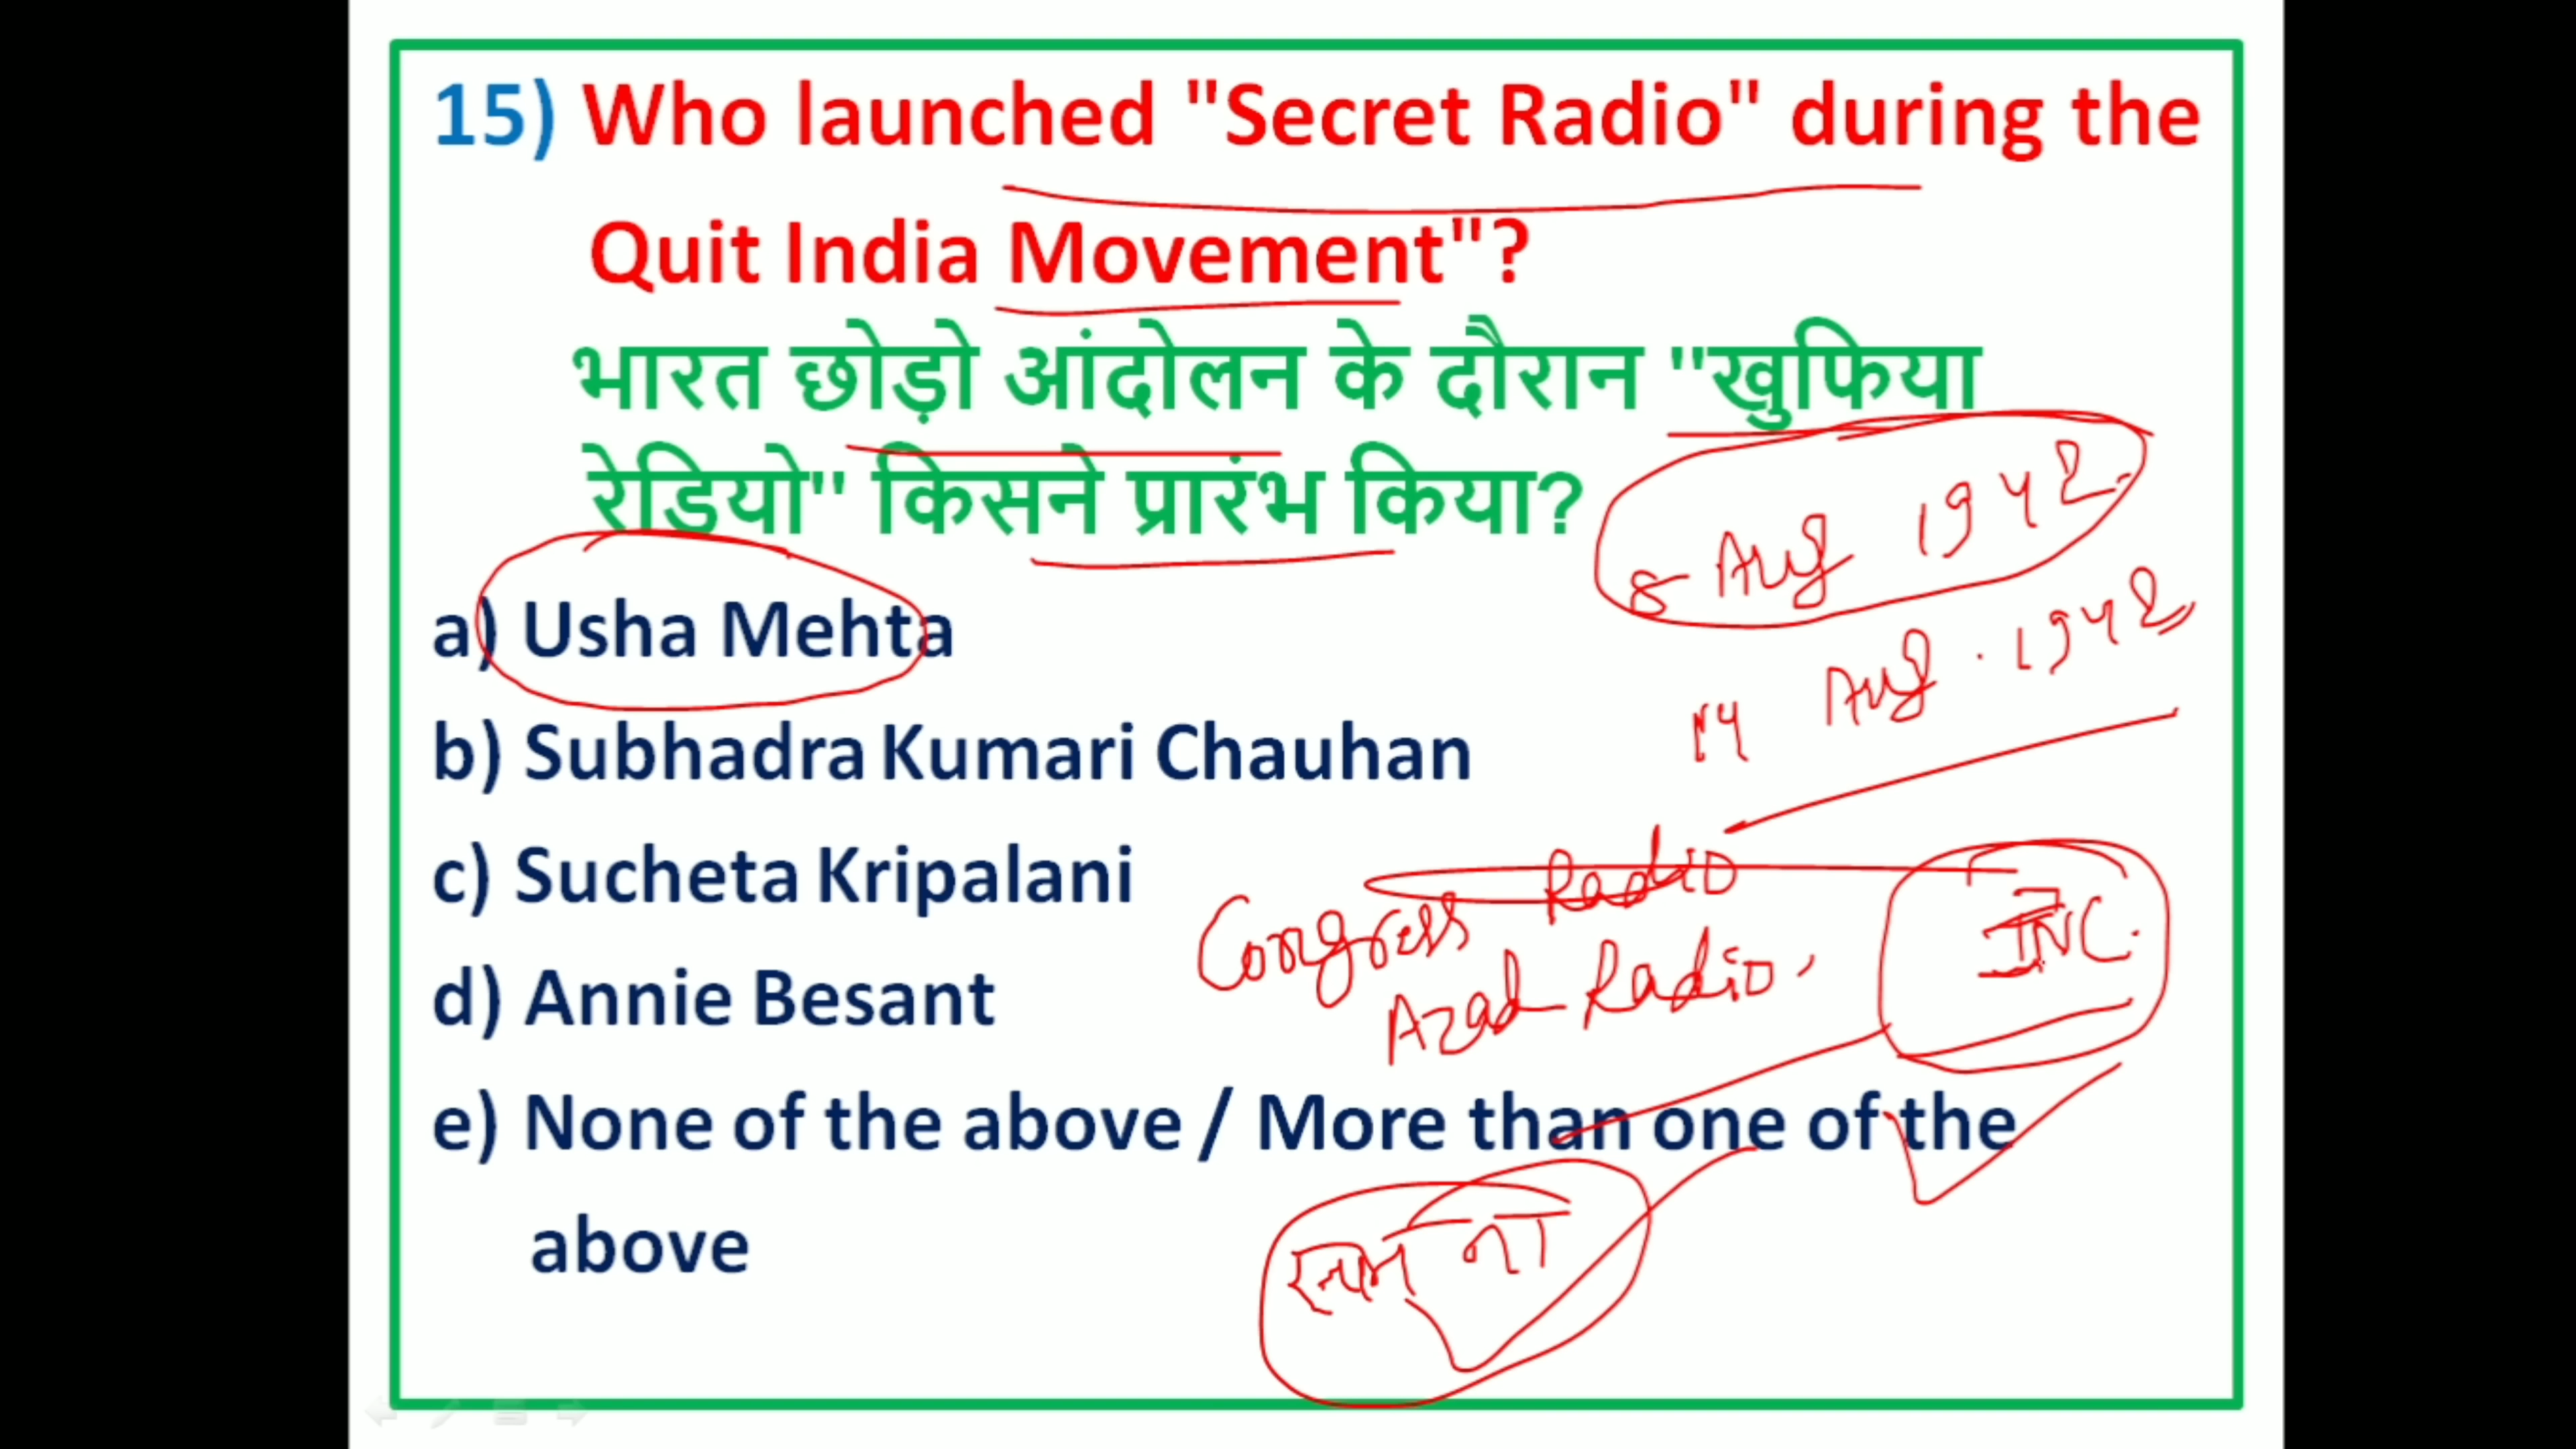 15) Who launched "Secret Radio" during the
Quit India Movement"?
भारत छोड़ो आंदोलन के दौरान "खुफिया
रेडियो" किसने प्रारंभ किया?
8 Aug 1942
a) Usha Mehta
14 Aug. 1942
b) Subhadra Kumari Chauhan
c) Sucheta Kripalani
Congress Radio
INC.
d) Annie Besant
Azad Radio
e) None of the above / More than one of the
above